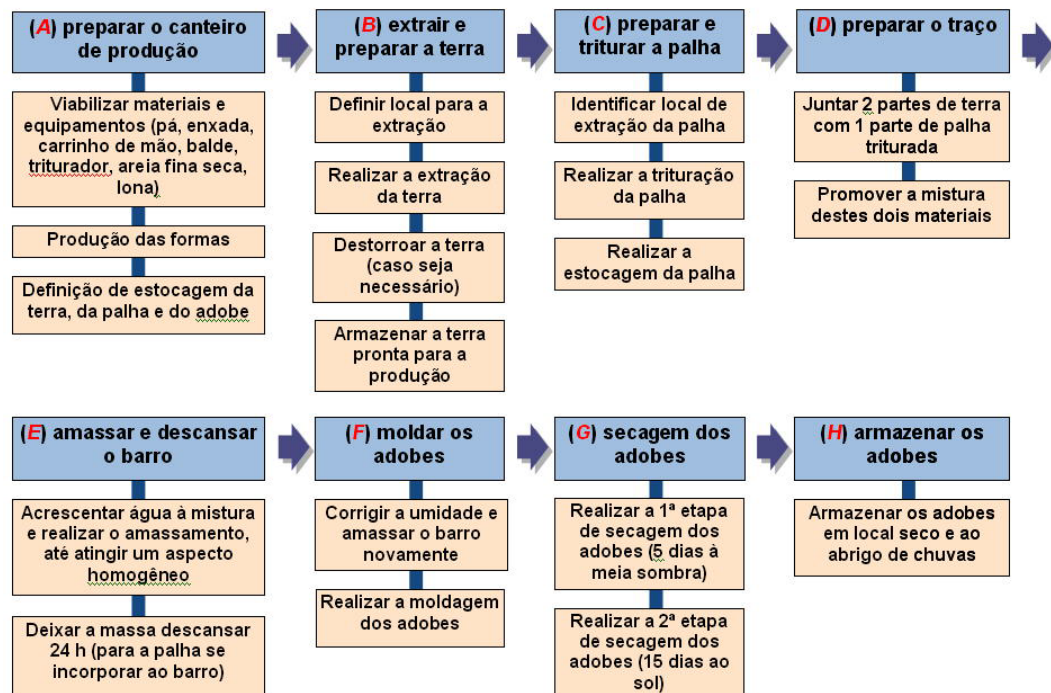 (A) preparar o canteiro
de produção
Viabilizar materiais e
equipamentos (pá, enxada,
carrinho de mão, balde,
triturador, areia fina seca,
lona)
Produção das formas
Definição de estocagem da
terra, da palha e do adobe
(B) extrair e
preparar a terra
Definir local para a
extração
Realizar a extração
da terra
Destorroar a terra
(caso seja
necessário)
Armazenar a terra
pronta para a
produção
(C) preparar e
triturar a palha
Identificar local de
extração da palha
Realizar a trituração
da palha
Realizar a
estocagem da palha
(D) preparar o traço
Juntar 2 partes de terra
com 1 parte de palha
triturada
Promover a mistura
destes dois materiais
(E) amassar e descansar
o barro
Acrescentar água à mistura
e realizar o amassamento,
até atingir um aspecto
homogêneo
Deixar a massa descansar
24 h (para a palha se
incorporar ao barro)
(F) moldar os
adobes
Corrigir a umidade e
amassar o barro
novamente
Realizar a moldagem
dos adobes
(G) secagem dos
adobes
Realizar a 1ª etapa
de secagem dos
adobes (5 dias à
meia sombra)
Realizar a 2ª etapa
de secagem dos
adobes (15 dias ao
sol)
(H) armazenar os
adobes
Armazenar os adobes
em local seco e ao
abrigo de chuvas